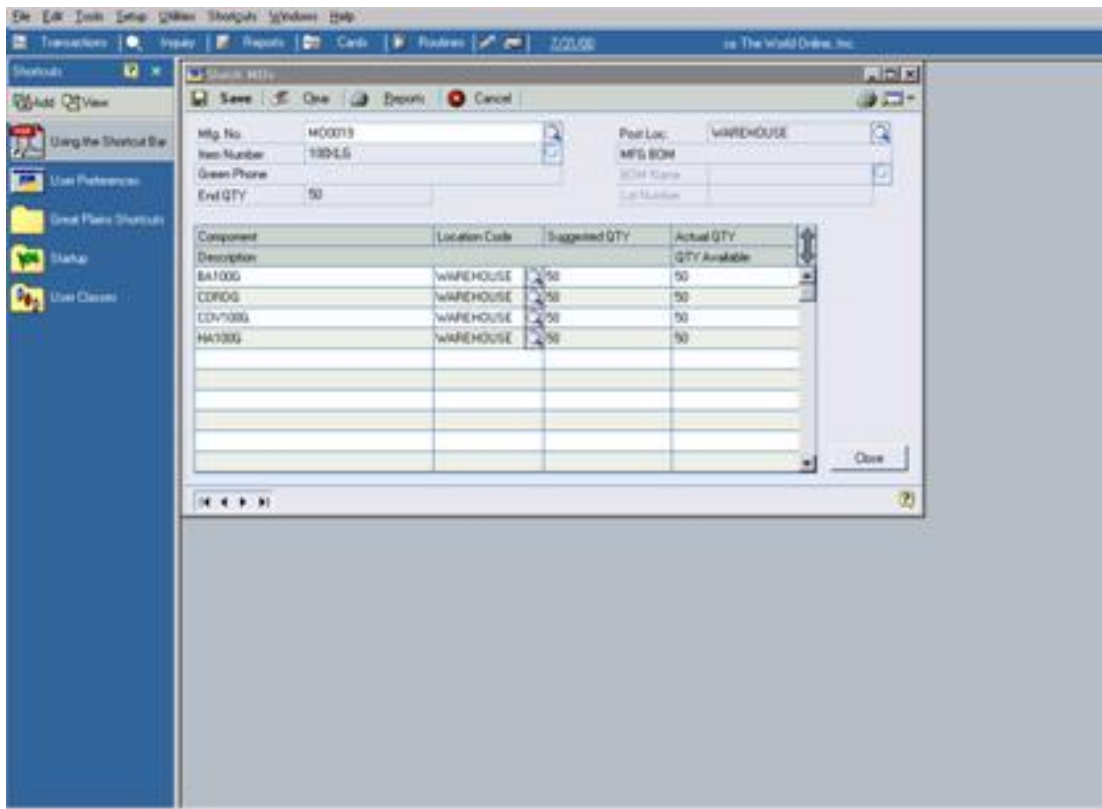 File Edit Tools Setup Utilities Shortcuts Windows Help
Transactions Inquiry Reports Cards Routines 7/31/00 The World Online, Inc.
Shortcuts
Add View
Using the Shortcut Bar
User Preferences
Great Plains Shortcuts
Startup
User Classes
MOs
Save Clear Reports Cancel
Mfg. No. MO0019 Post Loc. WAREHOUSE
Item Number MFG BOM
Green Phone BOM Name
End QTY 50 Lot Number
Component Location Code Suggested QTY Actual QTY
Description QTY Available
BA100G WAREHOUSE 50 50
CORDG WAREHOUSE 50 50
COV100G WAREHOUSE 50 50
HA100G WAREHOUSE 50 50
Close